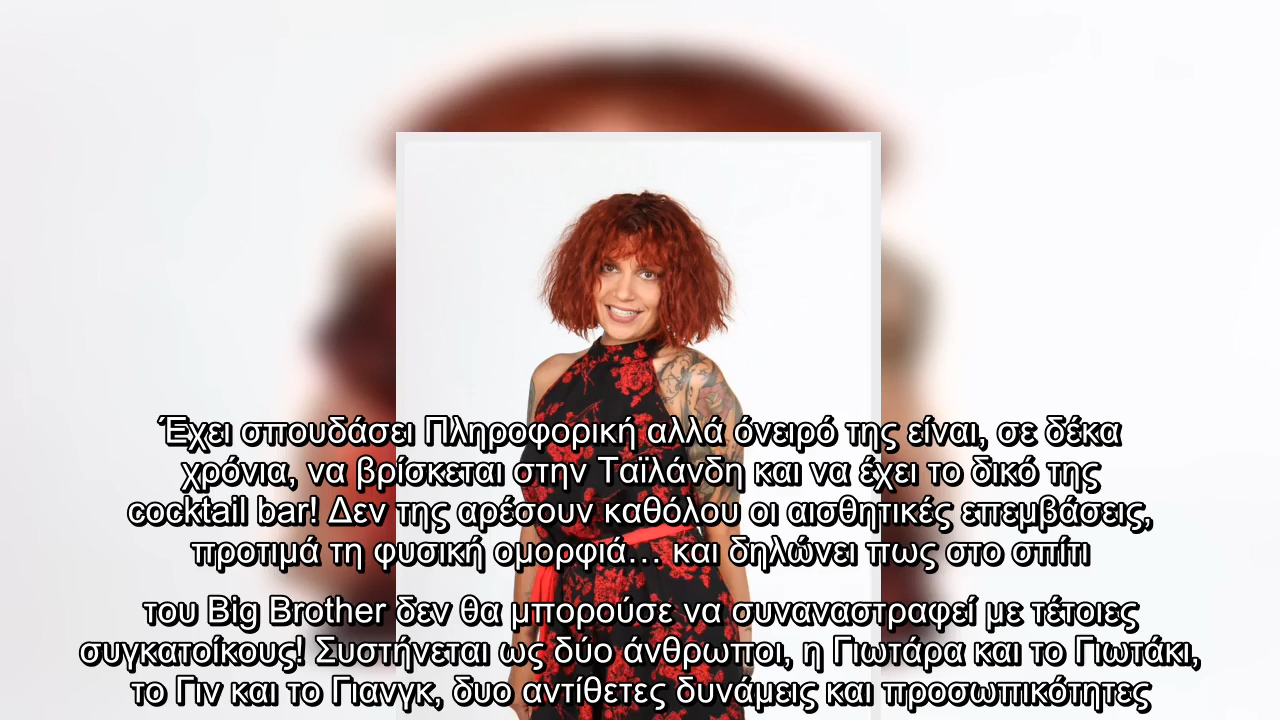 Έχει σπουδάσει Πληροφορική αλλά όνειρό της είναι, σε δέκα
χρόνια, να βρίσκεται στην Ταϊλάνδη και να έχει το δικό της
cocktail bar! Δεν της αρέσουν καθόλου οι αισθητικές επεμβάσεις,
προτιμά τη φυσική ομορφιά… και δηλώνει πως στο σπίτι
του Big Brother δεν θα μπορούσε να συναναστραφεί με τέτοιες
συγκατοίκους! Συστήνεται ως δύο άνθρωποι, η Γιωτάρα και το Γιωτάκι,
το Γιν και το Γιανγκ, δυο αντίθετες δυνάμεις και προσωπικότητες